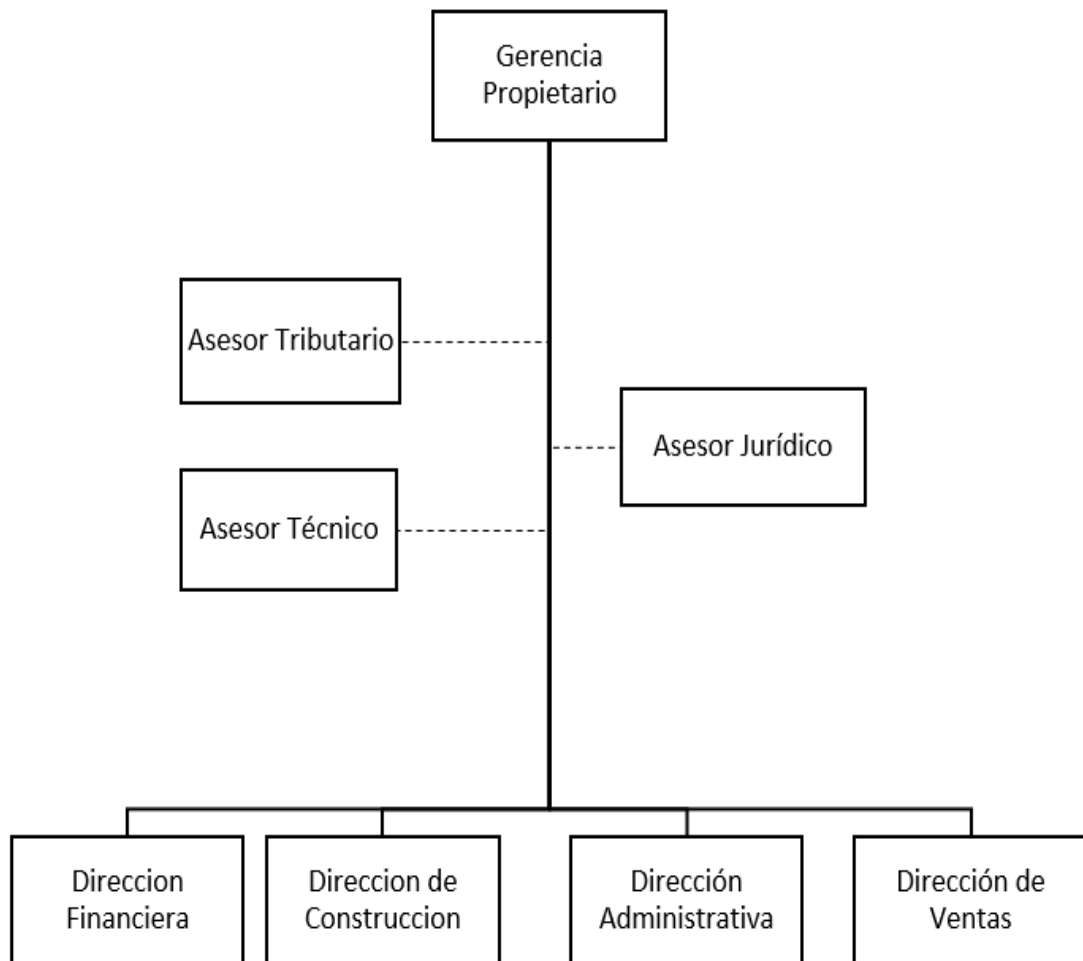 Gerencia
Propietario
Asesor Tributario
Asesor Jurídico
Asesor Técnico
Direccion
Financiera
Direccion de
Construccion
Dirección
Administrativa
Dirección de
Ventas